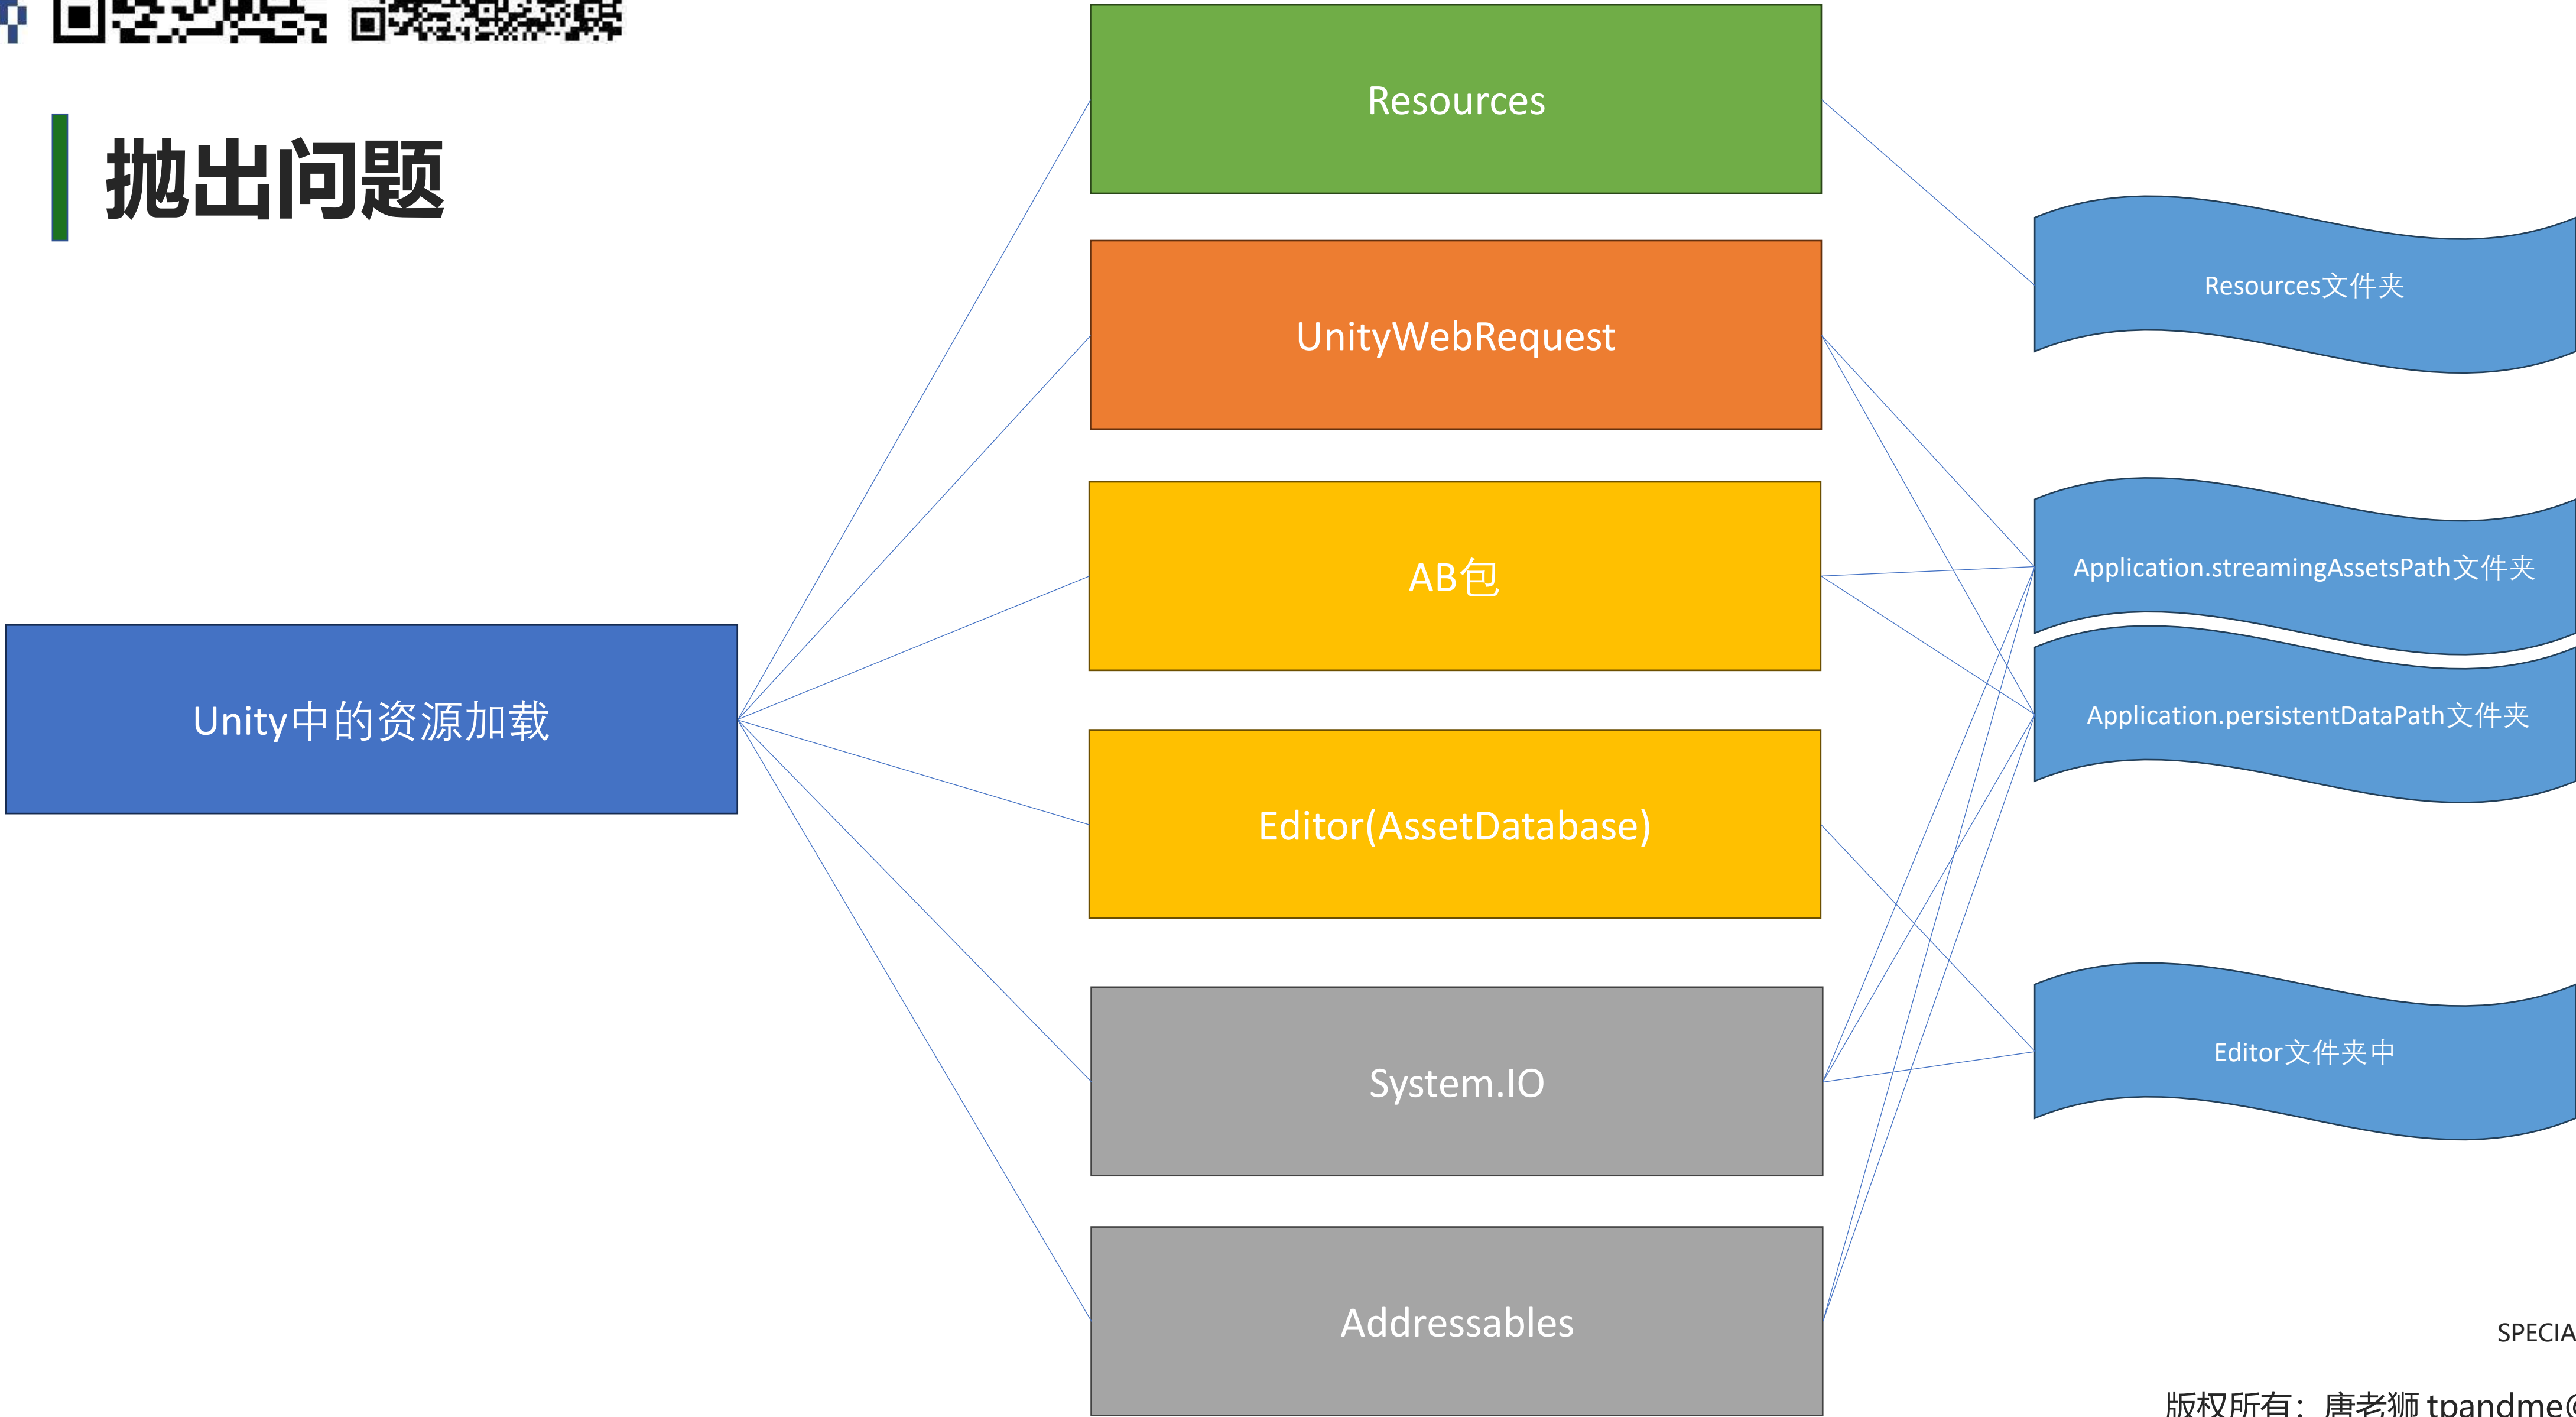 抛出问题
Unity中的资源加载
Resources
UnityWebRequest
AB包
Editor(AssetDatabase)
System.IO
Addressables
Resources文件夹
Application.streamingAssetsPath文件夹
Application.persistentDataPath文件夹
Editor文件夹中
SPECIA
版权所有：唐老狮 tpandme@